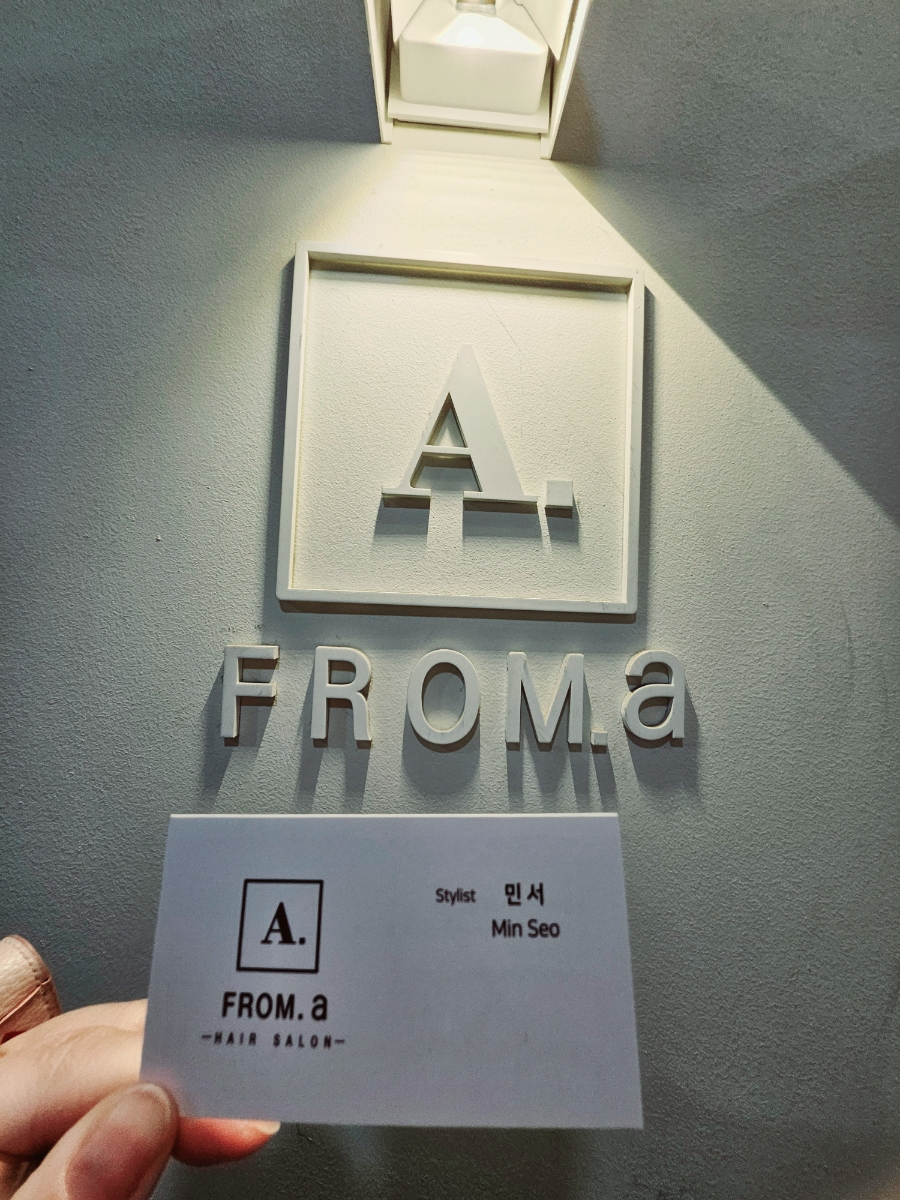 A.
FROM.a
A.
FROM.a
-HAIR SALON-
Stylist 민서
Min Seo